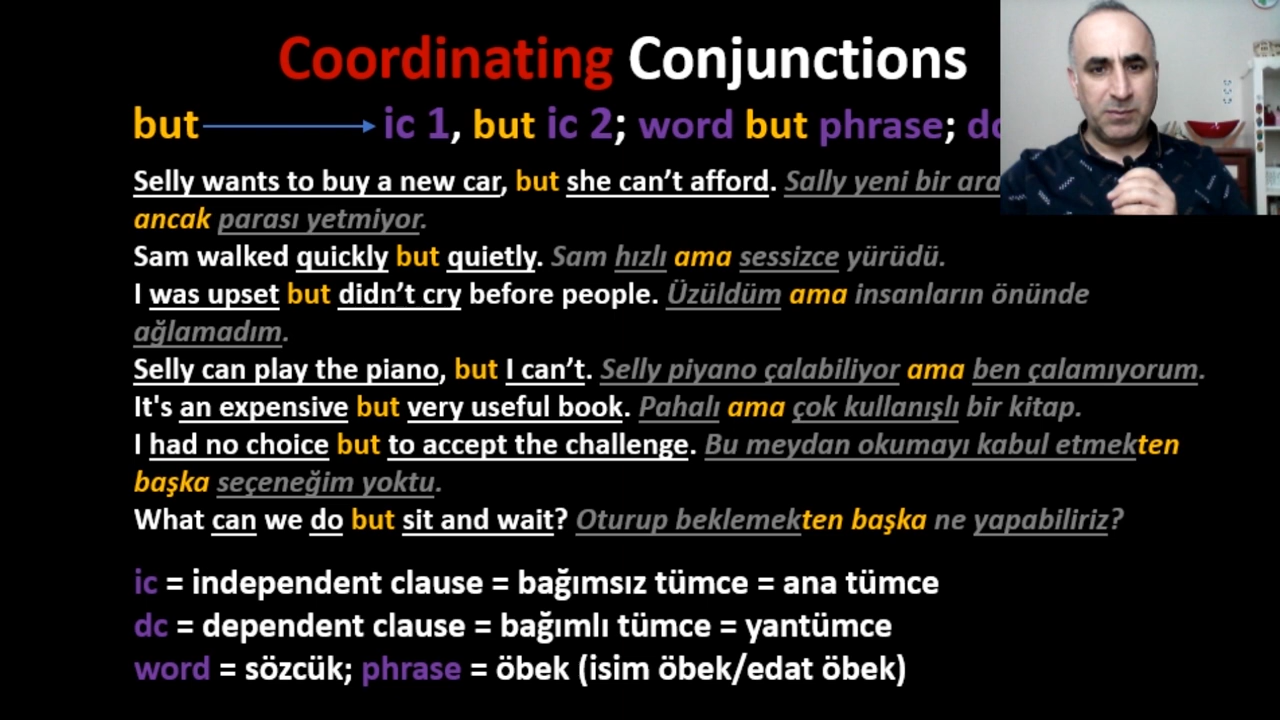 Coordinating Conjunctions
but ic 1, but ic 2; word but phrase;
Selly wants to buy a new car, but she can’t afford. Sally yeni bir
ancak parası yetmiyor.
Sam walked quickly but quietly. Sam hızlı ama sessizce yürüdü.
I was upset but didn’t cry before people. Üzüldüm ama insanların önünde
ağlamadım.
Selly can play the piano, but I can’t. Selly piyano çalabiliyor ama ben çalamıyorum.
It's an expensive but very useful book. Pahalı ama çok kullanışlı bir kitap.
I had no choice but to accept the challenge. Bu meydan okumayı kabul etmekten
başka seçeneğim yoktu.
What can we do but sit and wait? Oturup beklemekten başka ne yapabiliriz?
ic = independent clause = bağımsız tümce = ana tümce
dc = dependent clause = bağımlı tümce = yantümce
word = sözcük; phrase = öbek (isim öbek/edat öbek)